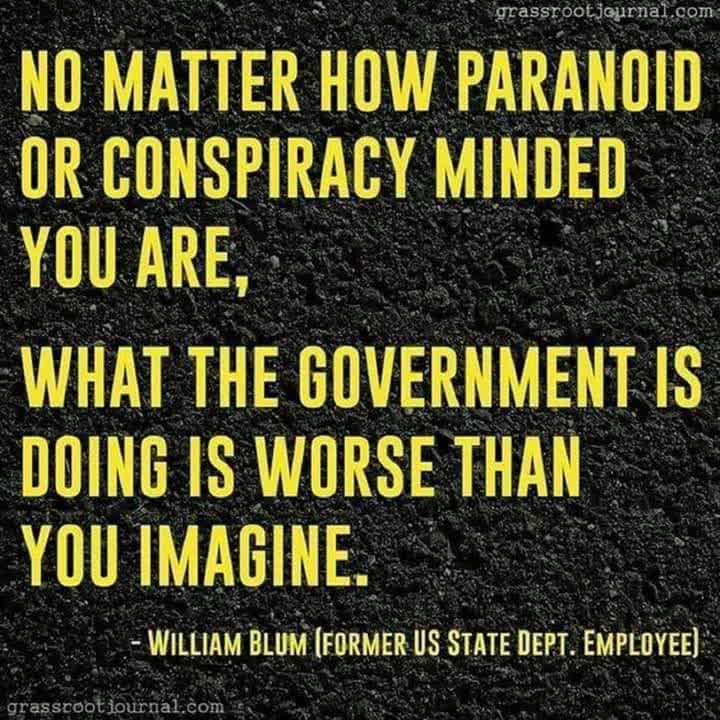 grassrootjournal.com
NO MATTER HOW PARANOID
OR CONSPIRACY MINDED
YOU ARE,
WHAT THE GOVERNMENT IS
DOING IS WORSE THAN
YOU IMAGINE.
- WILLIAM BLUM (FORMER US STATE DEPT. EMPLOYEE)
grassrootjournal.com